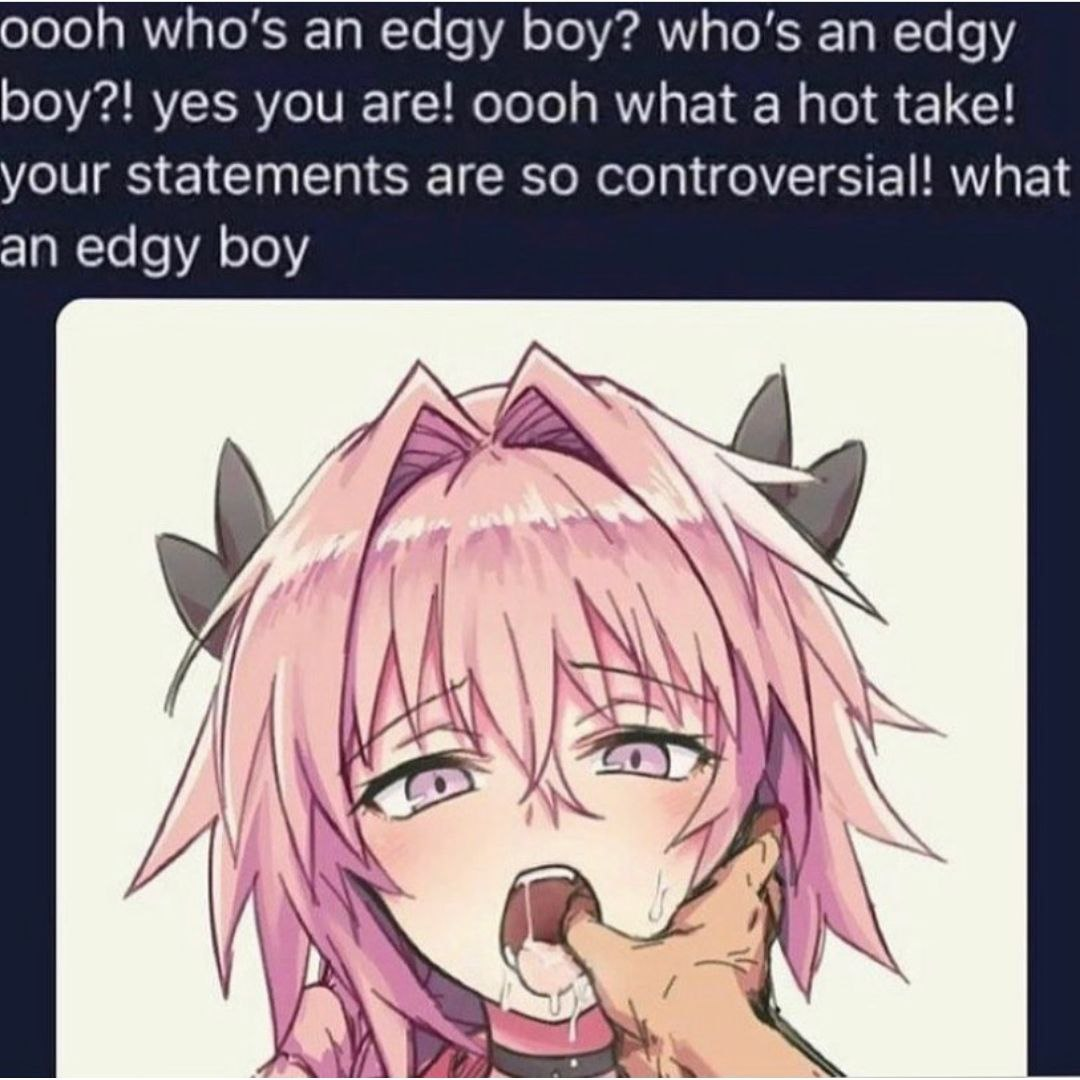 oooh who's an edgy boy? who's an edgy
boy?! yes you are! oooh what a hot take!
your statements are so controversial! what
an edgy boy